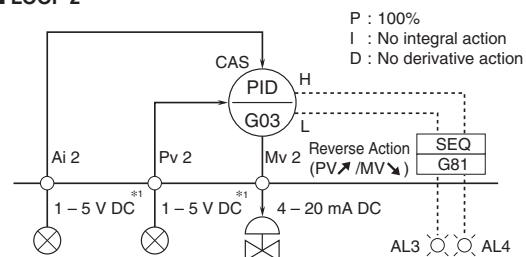 LOOP 2
P : 100%
I : No integral action
D : No derivative action
CAS
PID
H
G03
L
Ai 2
Pv 2
Mv 2
Reverse Action
(PV↗ /MV↘ )
SEQ
G81
1 – 5 V DC *1
1 – 5 V DC *1
4 – 20 mA DC
AL3
AL4